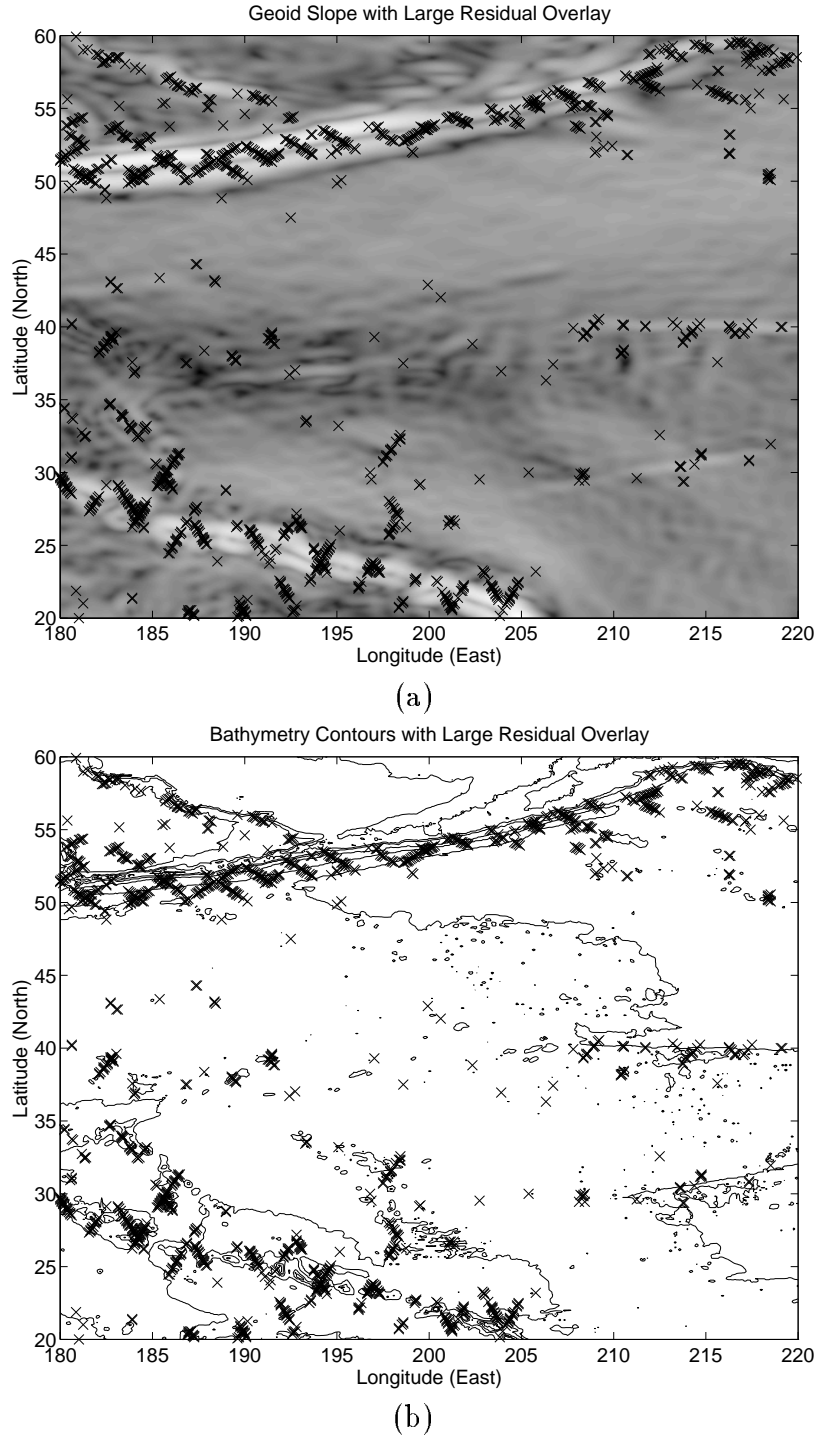 Geoid Slope with Large Residual Overlay
60
55
50
45
40
35
30
25
20
Latitude (North)
180 185 190 195 200 205 210 215 220
Longitude (East)
(a)
Bathymetry Contours with Large Residual Overlay
60
55
50
45
40
35
30
25
20
Latitude (North)
180 185 190 195 200 205 210 215 220
Longitude (East)
(b)